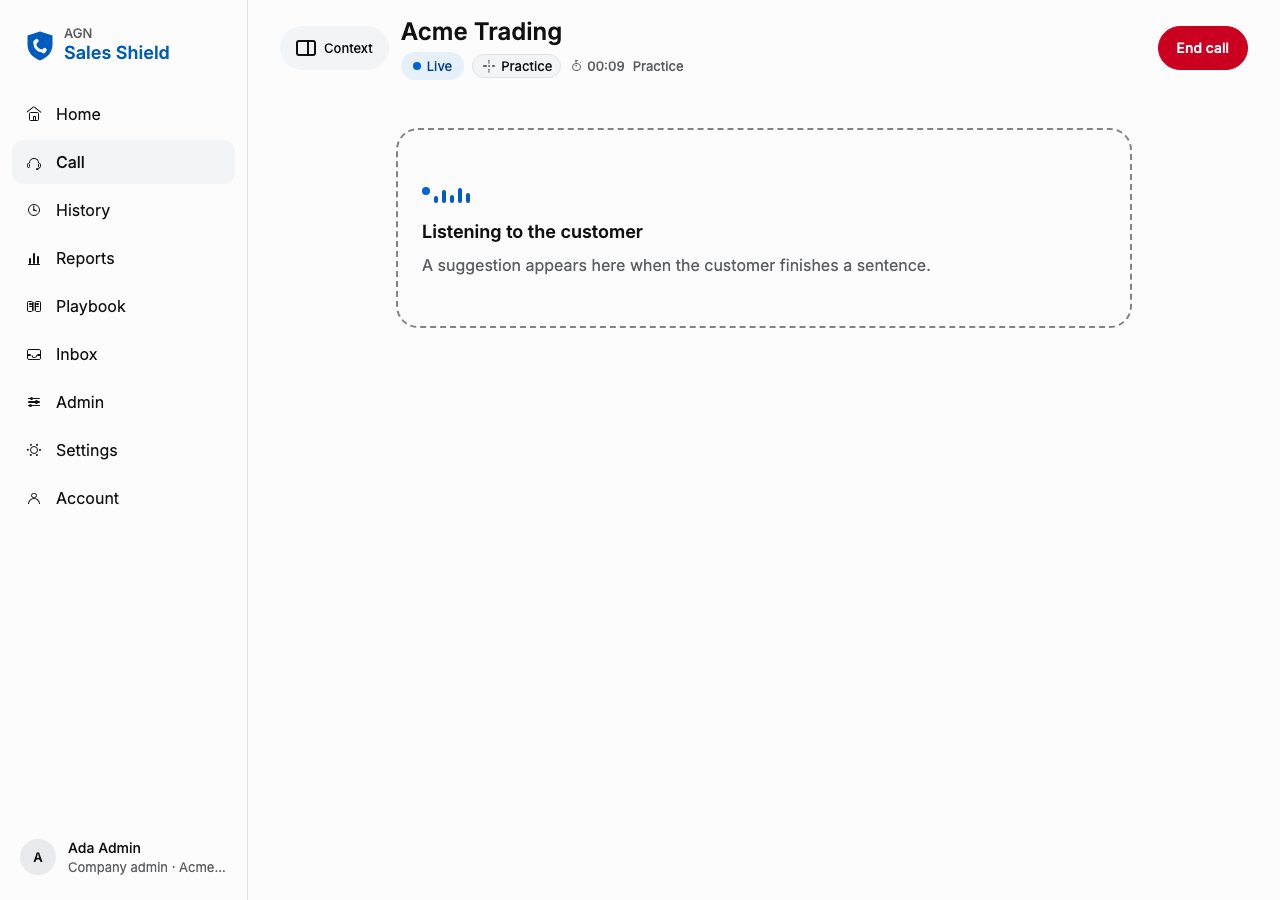 AGN
Sales Shield
Home
Call
History
Reports
Playbook
Inbox
Admin
Settings
Account
A
Ada Admin
Company admin · Acme...
Context
Acme Trading
Live
Practice
00:09 Practice
End call
Listening to the customer
A suggestion appears here when the customer finishes a sentence.